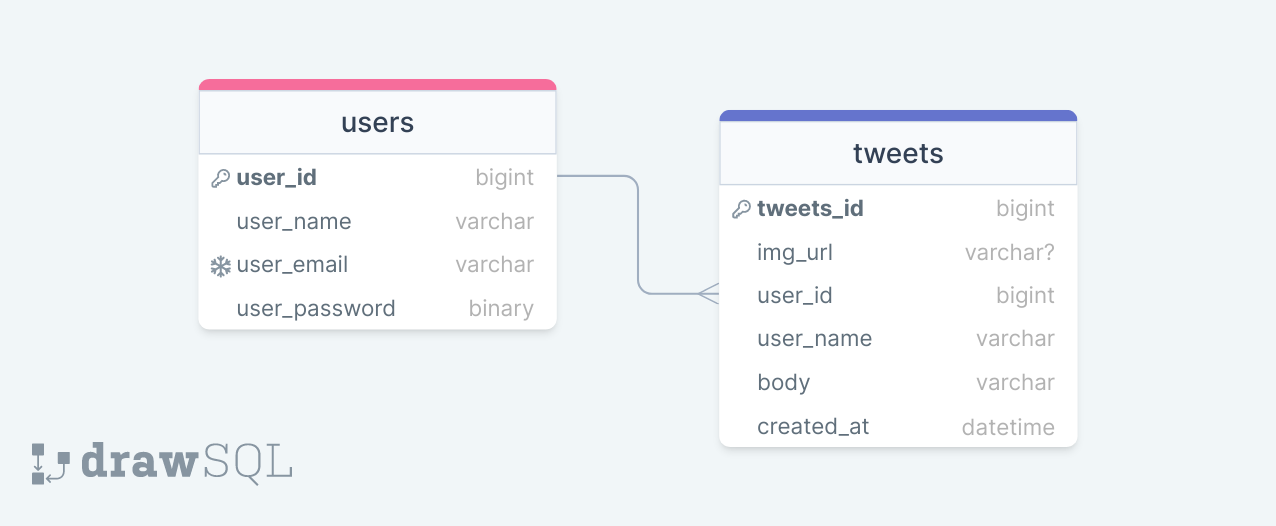 users
user_id bigint
user_name varchar
user_email varchar
user_password binary
tweets
tweets_id bigint
img_url varchar?
user_id bigint
user_name varchar
body varchar
created_at datetime
drawSQL